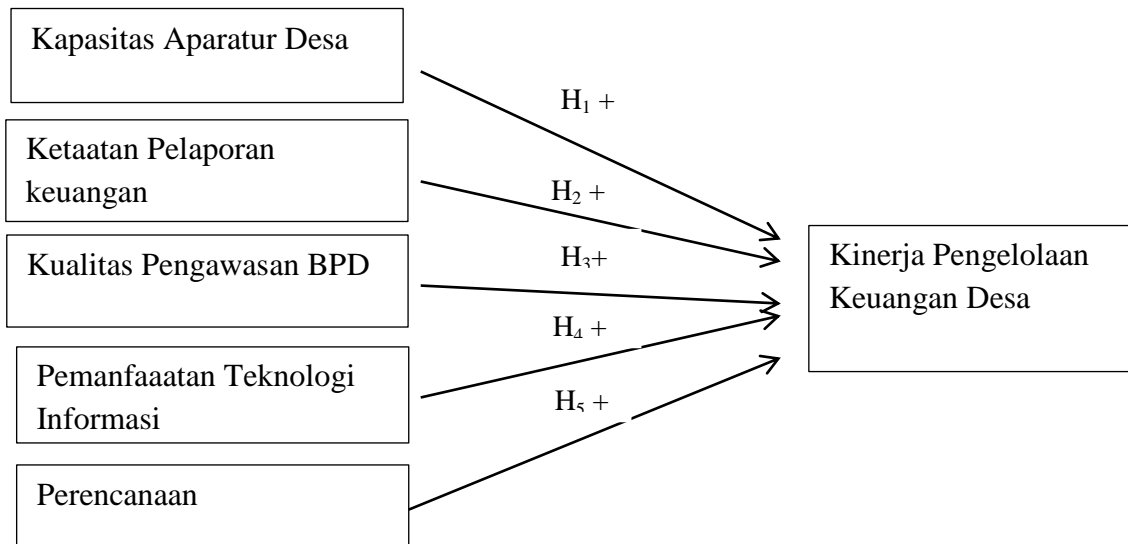 Kapasitas Aparatur Desa
H₁ +
Ketaatan Pelaporan
keuangan
H₂ +
Kualitas Pengawasan BPD
H₃+
Kinerja Pengelolaan
Keuangan Desa
H₄ +
Pemanfaaatan Teknologi
Informasi
H₅ +
Perencanaan